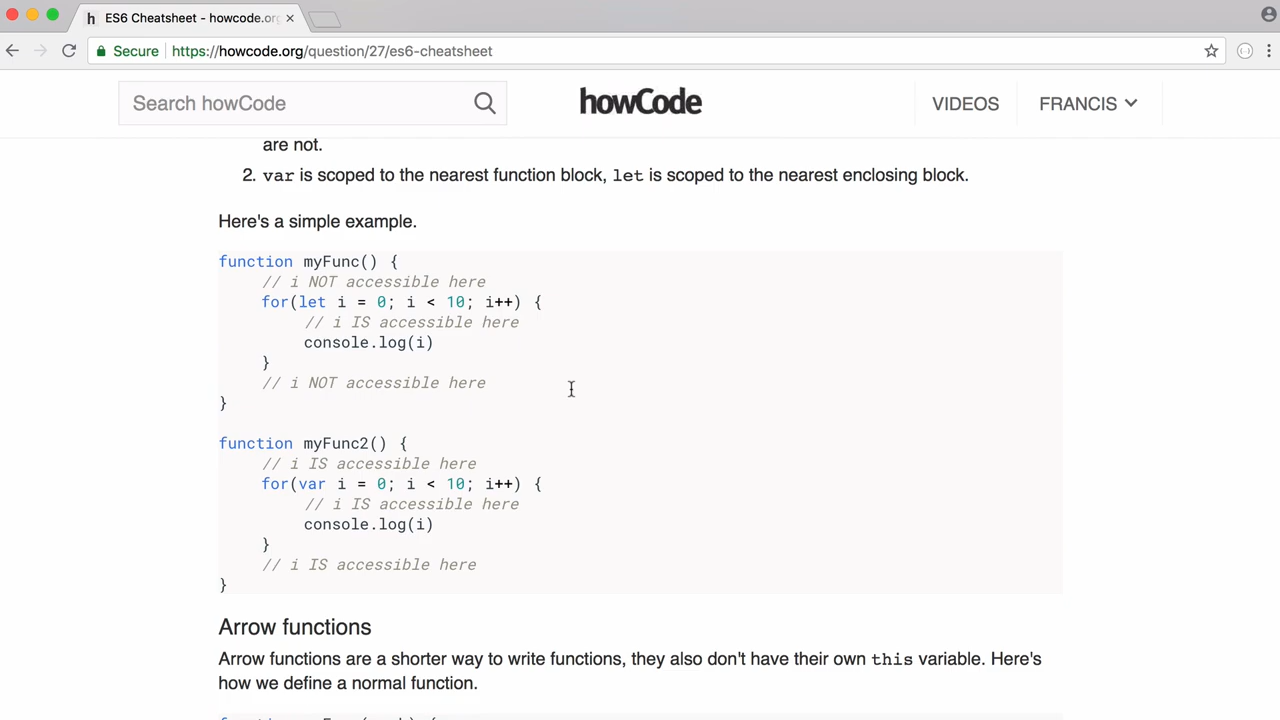 ES6 Cheatsheet - howcode.org
Secure https://howcode.org/question/27/es6-cheatsheet
Search howCode
howCode
VIDEOS
FRANCIS
are not.
2. var is scoped to the nearest function block, let is scoped to the nearest enclosing block.
Here's a simple example.
function myFunc() {
// i NOT accessible here
for(let i = 0; i < 10; i++) {
// i IS accessible here
console.log(i)
}
// i NOT accessible here
}
function myFunc2() {
// i IS accessible here
for(var i = 0; i < 10; i++) {
// i IS accessible here
console.log(i)
}
// i IS accessible here
}
Arrow functions
Arrow functions are a shorter way to write functions, they also don't have their own this variable. Here's
how we define a normal function.